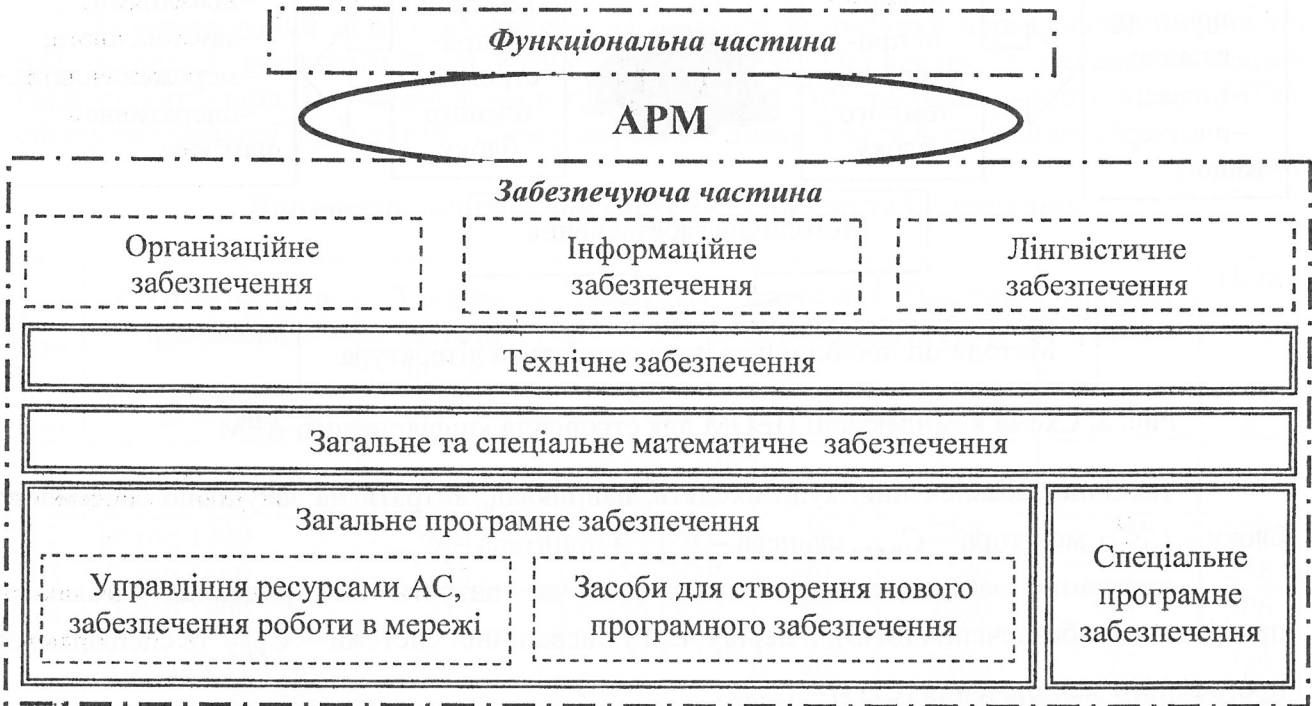 Функціональна частина
АРМ
Забезпечуюча частина
Організаційне
забезпечення
Інформаційне
забезпечення
Лінгвістичне
забезпечення
Технічне забезпечення
Загальне та спеціальне математичне забезпечення
Загальне програмне забезпечення
Управління ресурсами АС,
забезпечення роботи в мережі
Засоби для створення нового
програмного забезпечення
Спеціальне
програмне
забезпечення